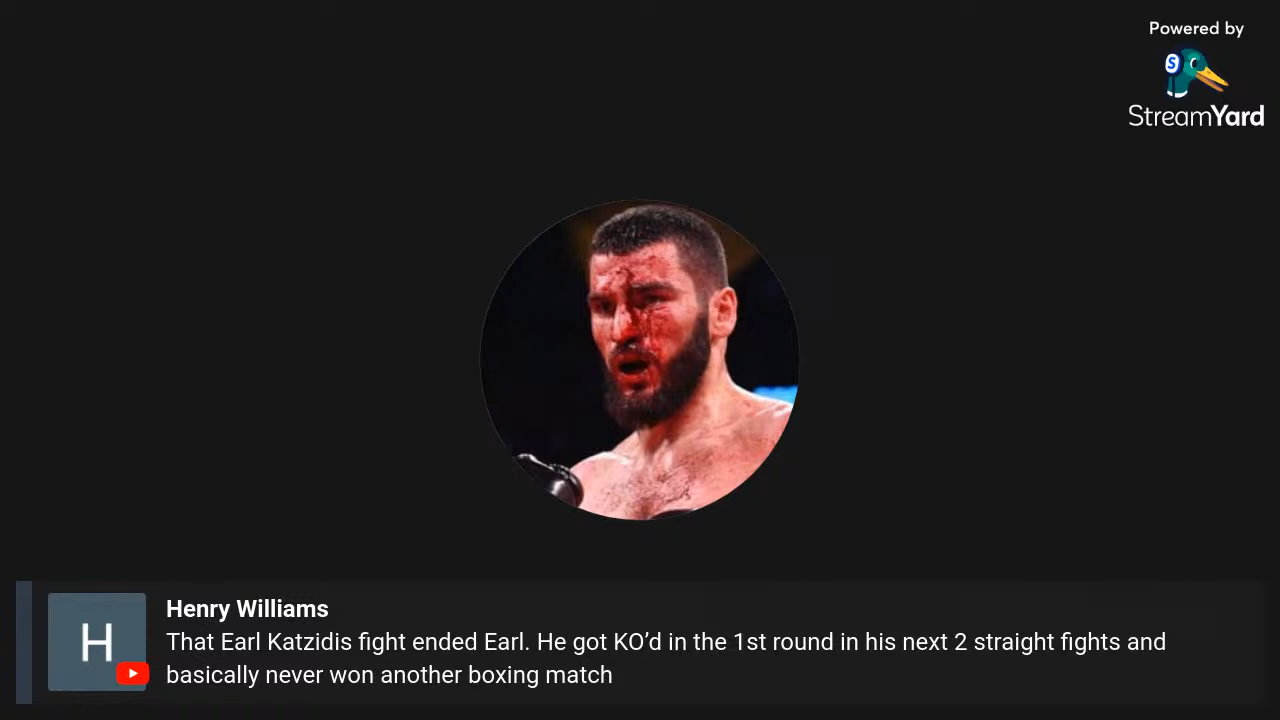 Powered by
S
StreamYard
H
Henry Williams
That Earl Katzidis fight ended Earl. He got KO’d in the 1st round in his next 2 straight fights and
basically never won another boxing match